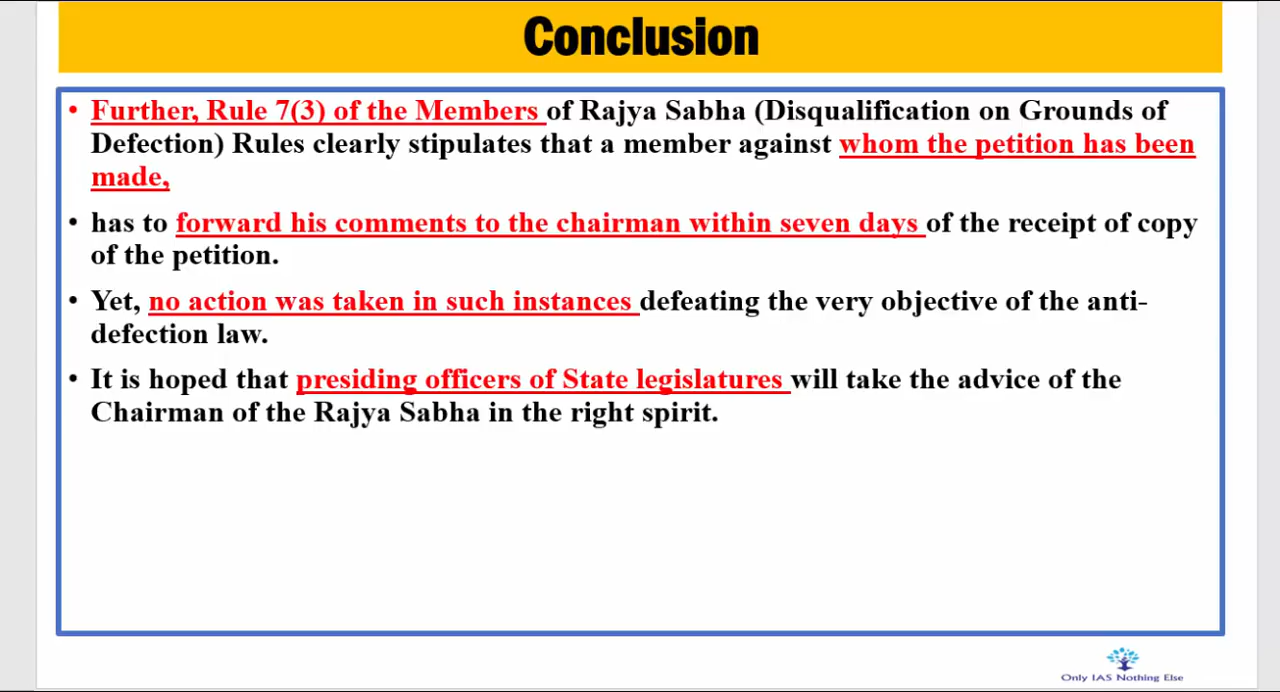 Conclusion
• Further, Rule 7(3) of the Members of Rajya Sabha (Disqualification on Grounds of
Defection) Rules clearly stipulates that a member against whom the petition has been
made,
• has to forward his comments to the chairman within seven days of the receipt of copy
of the petition.
• Yet, no action was taken in such instances defeating the very objective of the anti-
defection law.
• It is hoped that presiding officers of State legislatures will take the advice of the
Chairman of the Rajya Sabha in the right spirit.
Only IAS Nothing Else